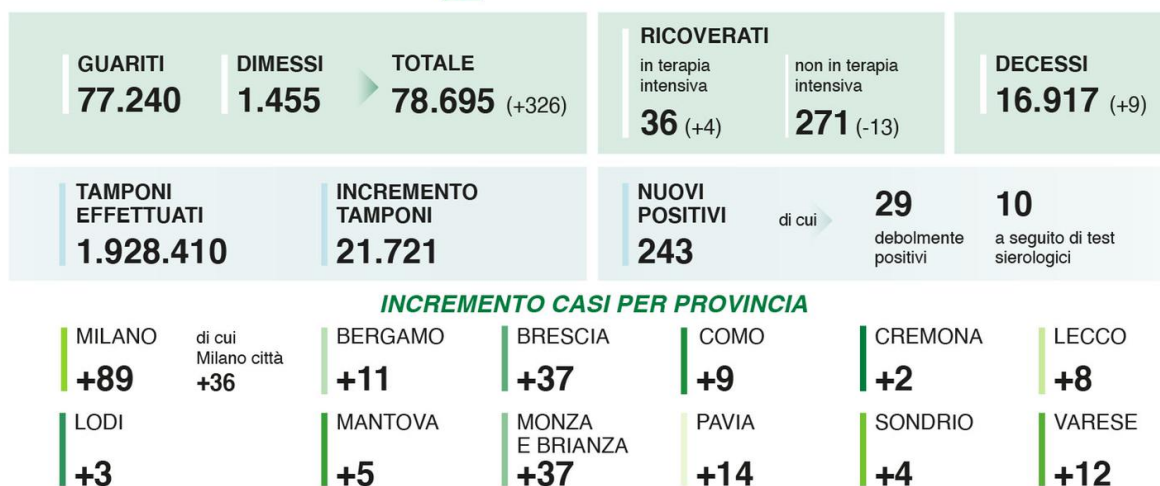 GUARITI
77.240
DIMESSI
1.455
TOTALE
78.695 (+326)
RICOVERATI
in terapia
intensiva
36 (+4)
non in terapia
intensiva
271 (-13)
DECESSI
16.917 (+9)
TAMPONI
EFFETTUATI
1.928.410
INCREMENTO
TAMPONI
21.721
NUOVI
POSITIVI
243
di cui
29
debolmente
positivi
10
a seguito di test
sierologici
INCREMENTO CASI PER PROVINCIA
MILANO
+89
di cui
Milano città
+36
BERGAMO
+11
BRESCIA
+37
COMO
+9
CREMONA
+2
LECCO
+8
LODI
+3
MANTOVA
+5
MONZA
E BRIANZA
+37
PAVIA
+14
SONDRIO
+4
VARESE
+12